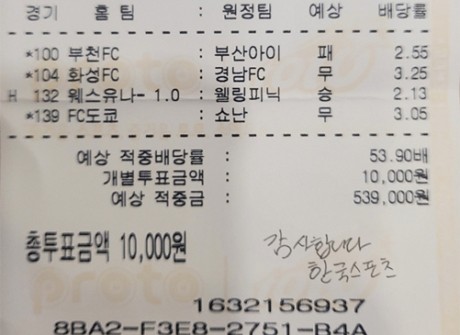 경기 홈 팀 : 원정팀 예상 배당률
*100 부천FC : 부산아이 패 2.55
*104 화성FC : 경남FC 무 3.25
H 132 웨스유나- 1.0 : 웰링피닉 승 2.13
*139 FC도쿄 : 쇼난 무 3.05
예상 적중배당률 : 53.90배
개별투표금액 : 10,000원
예상 적중금 : 539,000원
총투표금액 10,000원
감사합니다
한국스포츠
proto
1632156937
8BA2-F3E8-2751-B4A